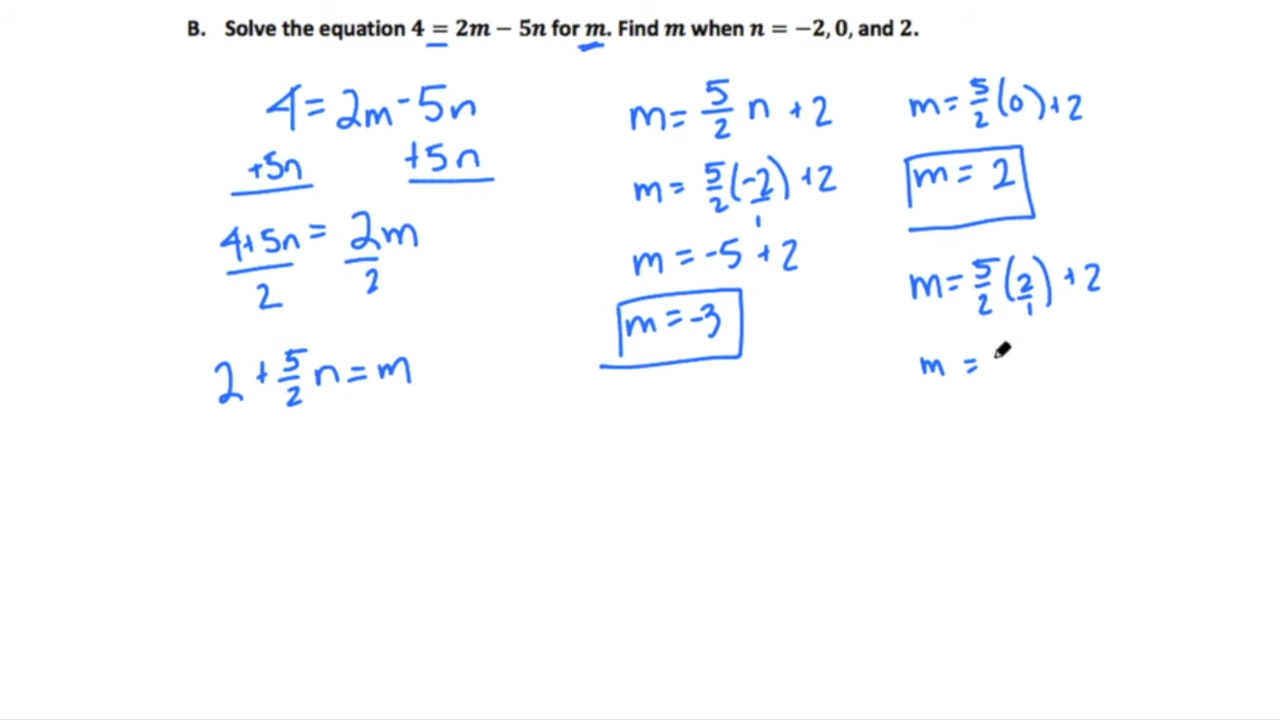 B. Solve the equation 4 = 2m − 5n for m. Find m when n = −2, 0, and 2.
4 = 2m - 5n
+5n +5n
4 + 5n = 2m
2 2
2 + 5/2 n = m
m = 5/2 n + 2
m = 5/2 (-2/1) + 2
m = -5 + 2
m = -3
m = 5/2 (0) + 2
m = 2
m = 5/2 (2/1) + 2
m =